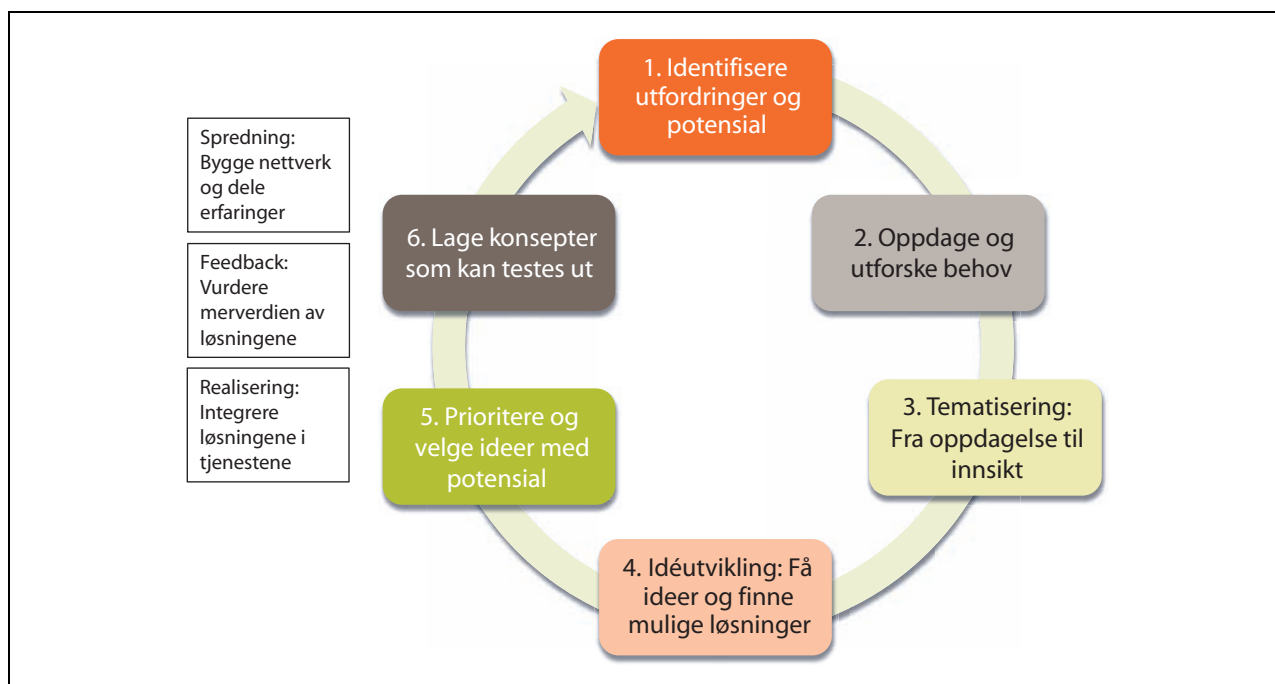 1. Identifisere
utfordringer og
potensial
2. Oppdage og
utforske behov
3. Tematisering:
Fra oppdagelse til
innsikt
4. Idéutvikling: Få
ideer og finne
mulige løsninger
5. Prioritere og
velge ideer med
potensial
6. Lage konsepter
som kan testes ut
Spredning:
Bygge nettverk
og dele
erfaringer
Feedback:
Vurdere
merverdien av
løsningene
Realisering:
Integrere
løsningene i
tjenestene